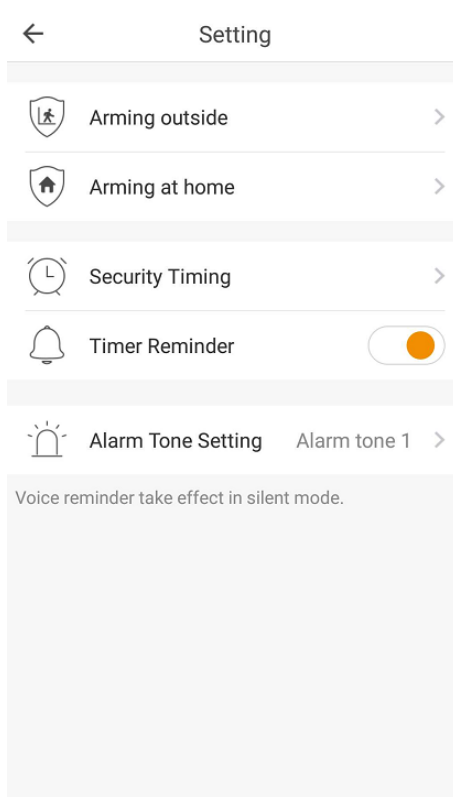 Setting
Arming outside
Arming at home
Security Timing
Timer Reminder
Alarm Tone Setting Alarm tone 1
Voice reminder take effect in silent mode.